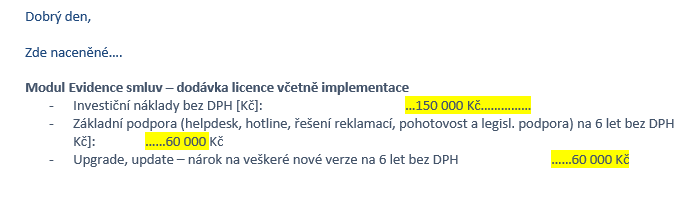 Dobrý den,
Zde naceněné....
Modul Evidence smluv – dodávka licence včetně implementace
- Investiční náklady bez DPH [Kč]: ...150 000 Kč...............
- Základní podpora (helpdesk, hotline, řešení reklamací, pohotovost a legisl. podpora) na 6 let bez DPH
Kč]: ......60 000 Kč
- Upgrade, update – nárok na veškeré nové verze na 6 let bez DPH ......60 000 Kč